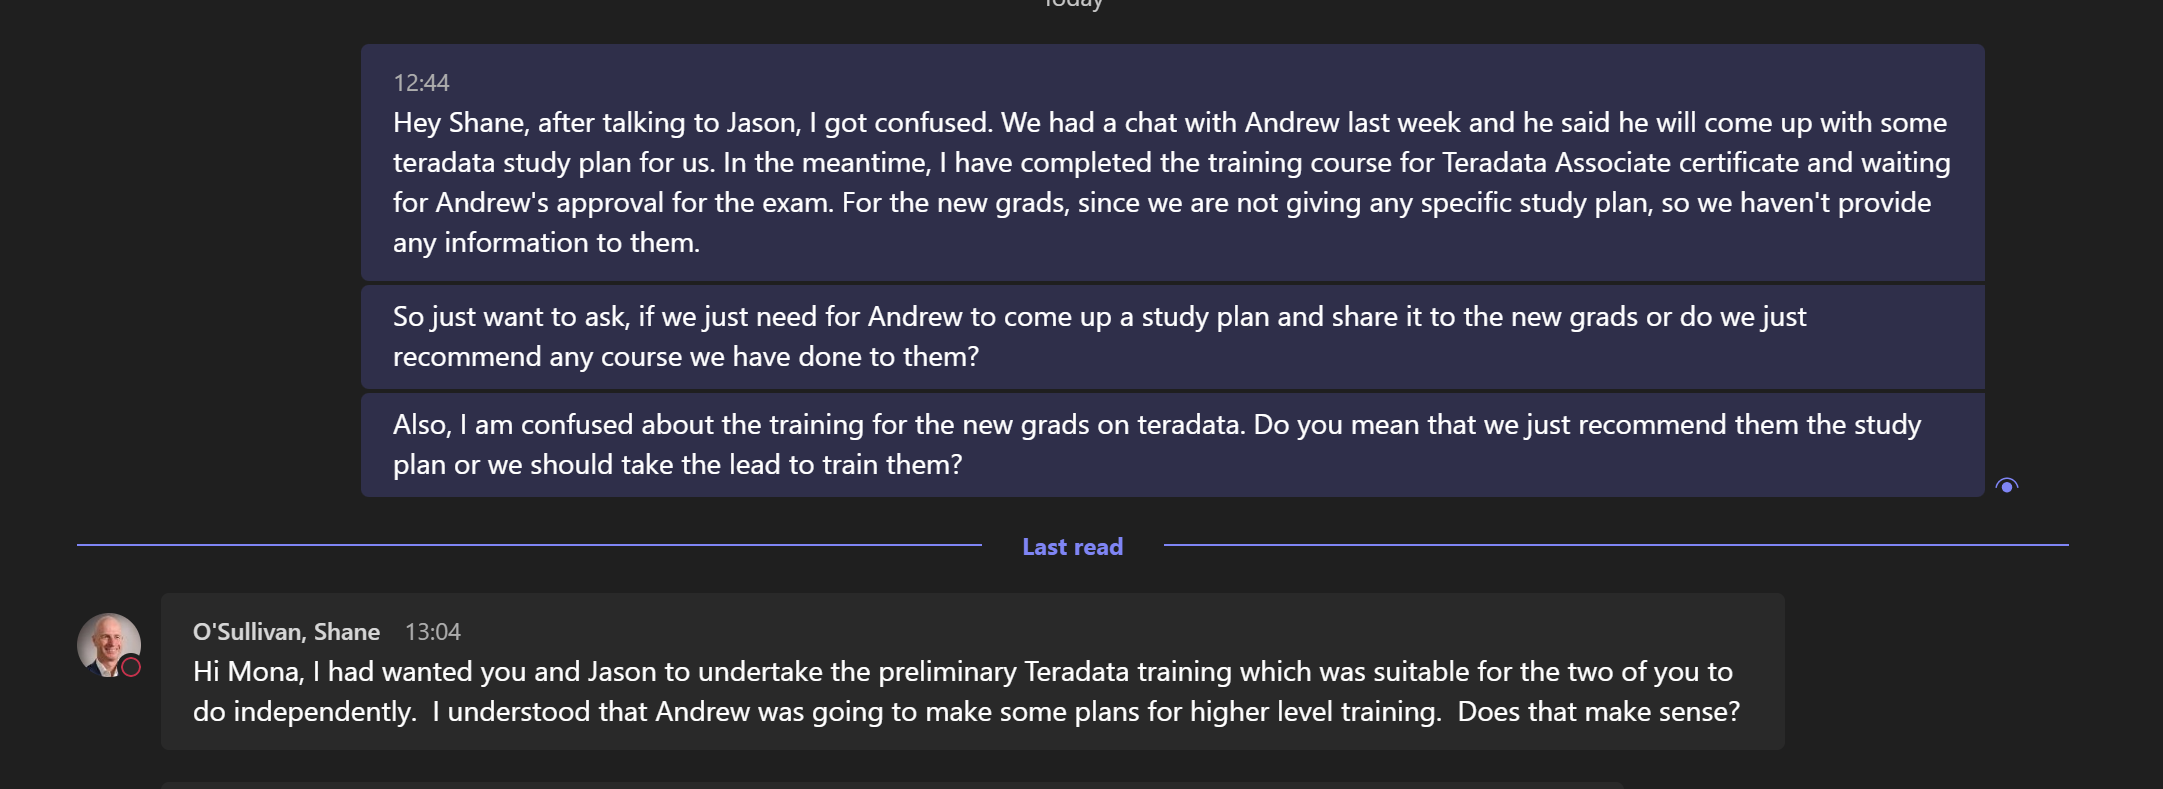 Today
12:44
Hey Shane, after talking to Jason, I got confused. We had a chat with Andrew last week and he said he will come up with some
teradata study plan for us. In the meantime, I have completed the training course for Teradata Associate certificate and waiting
for Andrew's approval for the exam. For the new grads, since we are not giving any specific study plan, so we haven't provide
any information to them.
So just want to ask, if we just need for Andrew to come up a study plan and share it to the new grads or do we just
recommend any course we have done to them?
Also, I am confused about the training for the new grads on teradata. Do you mean that we just recommend them the study
plan or we should take the lead to train them?
Last read
O'Sullivan, Shane 13:04
Hi Mona, I had wanted you and Jason to undertake the preliminary Teradata training which was suitable for the two of you to
do independently.  I understood that Andrew was going to make some plans for higher level training.  Does that make sense?